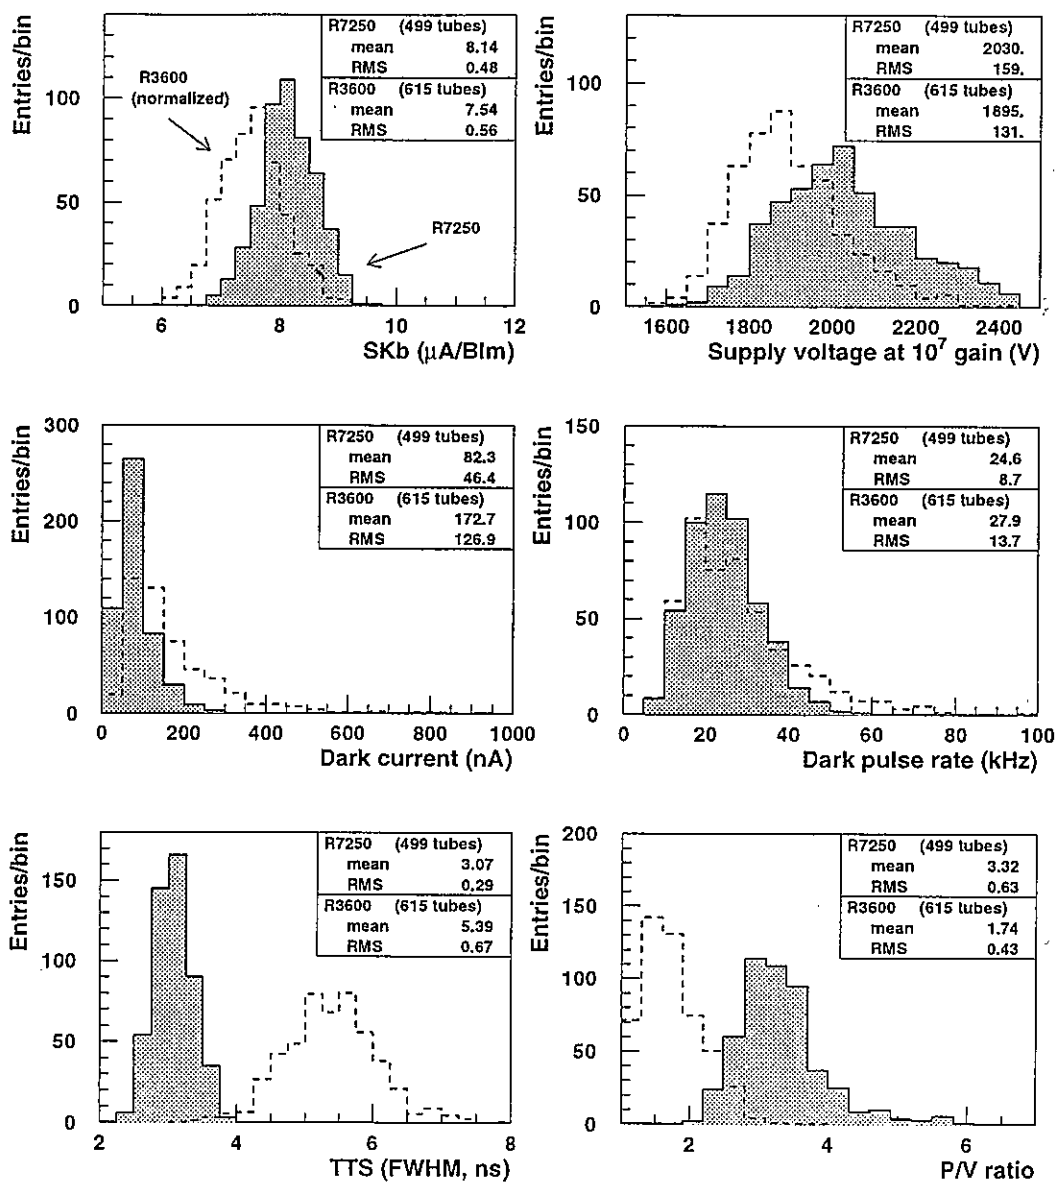 Entries/bin
R7250 (499 tubes)
mean 8.14
RMS 0.48
R3600 (615 tubes)
mean 7.54
RMS 0.56
R3600
(normalized)
R7250
100
50
0
6 8 10 12
SKb (μA/Blm)
Entries/bin
R7250 (499 tubes)
mean 2030.
RMS 159.
R3600 (615 tubes)
mean 1895.
RMS 131.
100
50
0
1600 1800 2000 2200 2400
Supply voltage at 10⁷ gain (V)
Entries/bin
R7250 (499 tubes)
mean 82.3
RMS 46.4
R3600 (615 tubes)
mean 172.7
RMS 126.9
300
200
100
0
0 200 400 600 800 1000
Dark current (nA)
Entries/bin
R7250 (499 tubes)
mean 24.6
RMS 8.7
R3600 (615 tubes)
mean 27.9
RMS 13.7
150
100
50
0
0 20 40 60 80 100
Dark pulse rate (kHz)
Entries/bin
R7250 (499 tubes)
mean 3.07
RMS 0.29
R3600 (615 tubes)
mean 5.39
RMS 0.67
150
100
50
0
2 4 6 8
TTS (FWHM, ns)
Entries/bin
R7250 (499 tubes)
mean 3.32
RMS 0.63
R3600 (615 tubes)
mean 1.74
RMS 0.43
200
150
100
50
0
2 4 6
P/V ratio